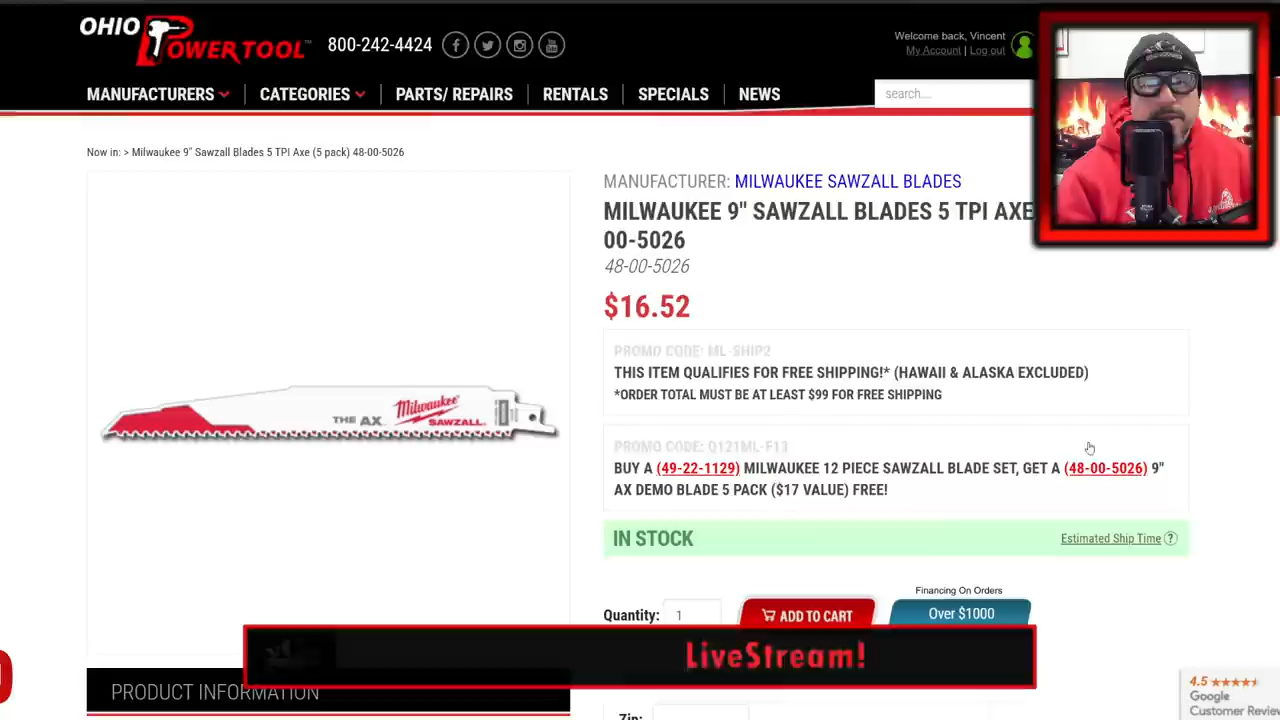 OHIO
POWER TOOL™
800-242-4424
Welcome back, Vincent
My Account | Log out
MANUFACTURERS
CATEGORIES
PARTS/ REPAIRS
RENTALS
SPECIALS
NEWS
search....
Now in: > Milwaukee 9" Sawzall Blades 5 TPI Axe (5 pack) 48-00-5026
MANUFACTURER: MILWAUKEE SAWZALL BLADES
MILWAUKEE 9" SAWZALL BLADES 5 TPI AXE
00-5026
48-00-5026
$16.52
PROMO CODE: ML-SHIP2
THIS ITEM QUALIFIES FOR FREE SHIPPING!* (HAWAII & ALASKA EXCLUDED)
*ORDER TOTAL MUST BE AT LEAST $99 FOR FREE SHIPPING
PROMO CODE: Q121ML-F13
BUY A (49-22-1129) MILWAUKEE 12 PIECE SAWZALL BLADE SET, GET A (48-00-5026) 9"
AX DEMO BLADE 5 PACK ($17 VALUE) FREE!
THE AX
Milwaukee
SAWZALL
IN STOCK
Estimated Ship Time ?
Financing On Orders
Quantity: 1
ADD TO CART
Over $1000
LiveStream!
PRODUCT INFORMATION
Zip:
4.5
Google
Customer Review